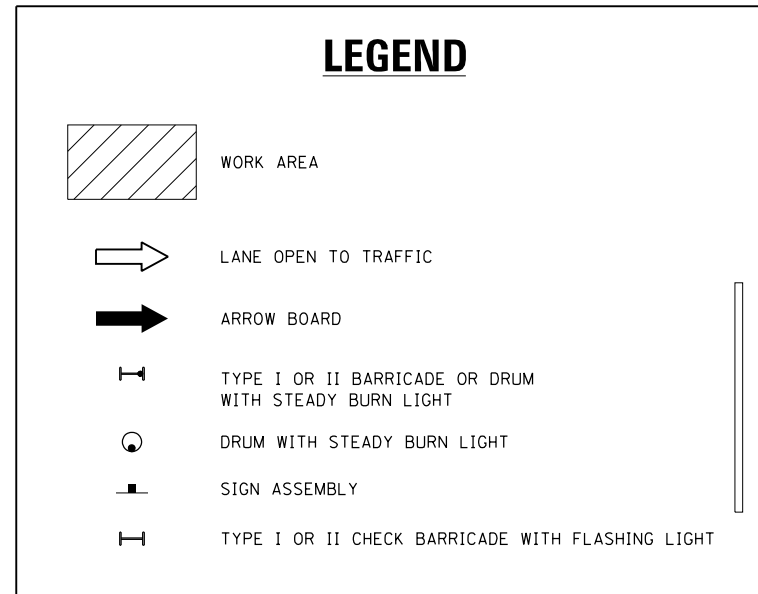 LEGEND
WORK AREA
LANE OPEN TO TRAFFIC
ARROW BOARD
TYPE I OR II BARRICADE OR DRUM
WITH STEADY BURN LIGHT
DRUM WITH STEADY BURN LIGHT
SIGN ASSEMBLY
TYPE I OR II CHECK BARRICADE WITH FLASHING LIGHT